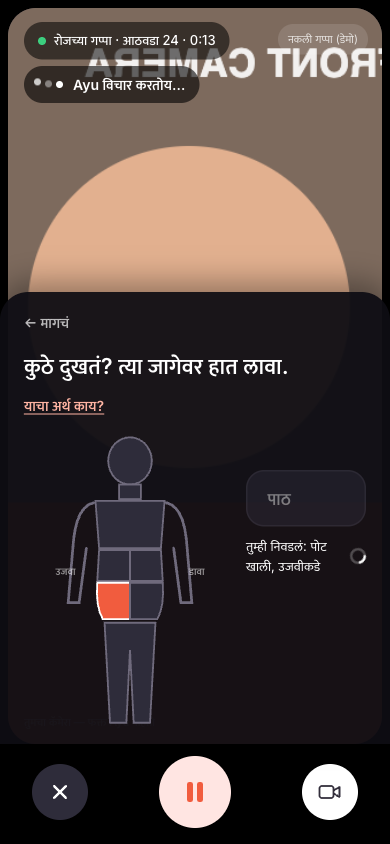 रोजच्या गप्पा · आठवडा 24 · 0:13
नकली गप्पा (डेमो)
FRONT CAMERA
Ayu विचार करतोय…
← मागचं
कुठे दुखतं? त्या जागेवर हात लावा.
याचा अर्थ काय?
पाठ
तुम्ही निवडलं: पोट
खाली, उजवीकडे
उजवा
डावा